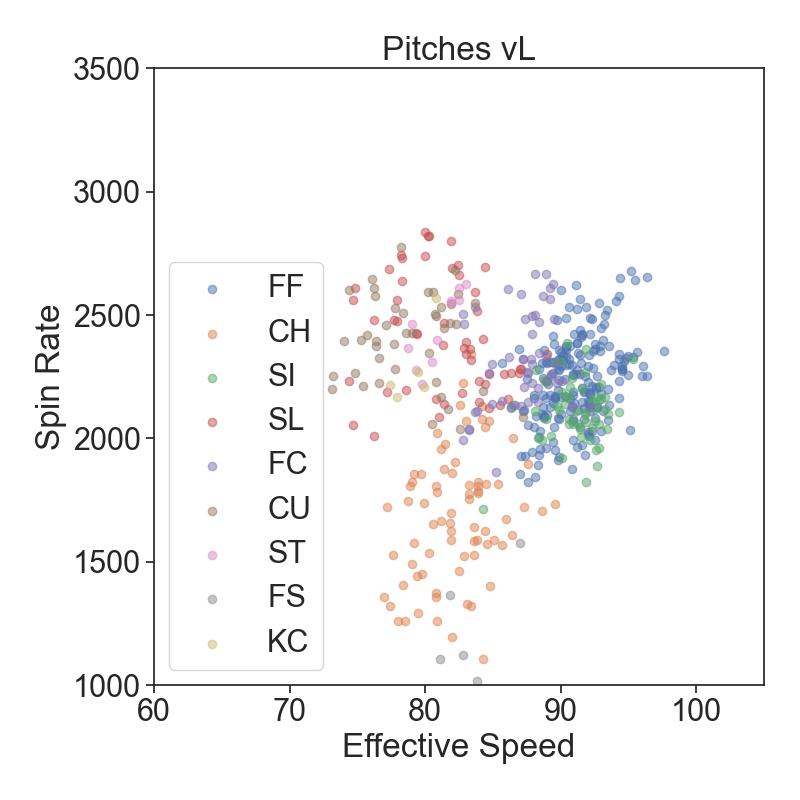 Pitches vL
3500
3000
2500
2000
1500
1000
Spin Rate
FF
CH
SI
SL
FC
CU
ST
FS
KC
60
70
80
90
100
Effective Speed